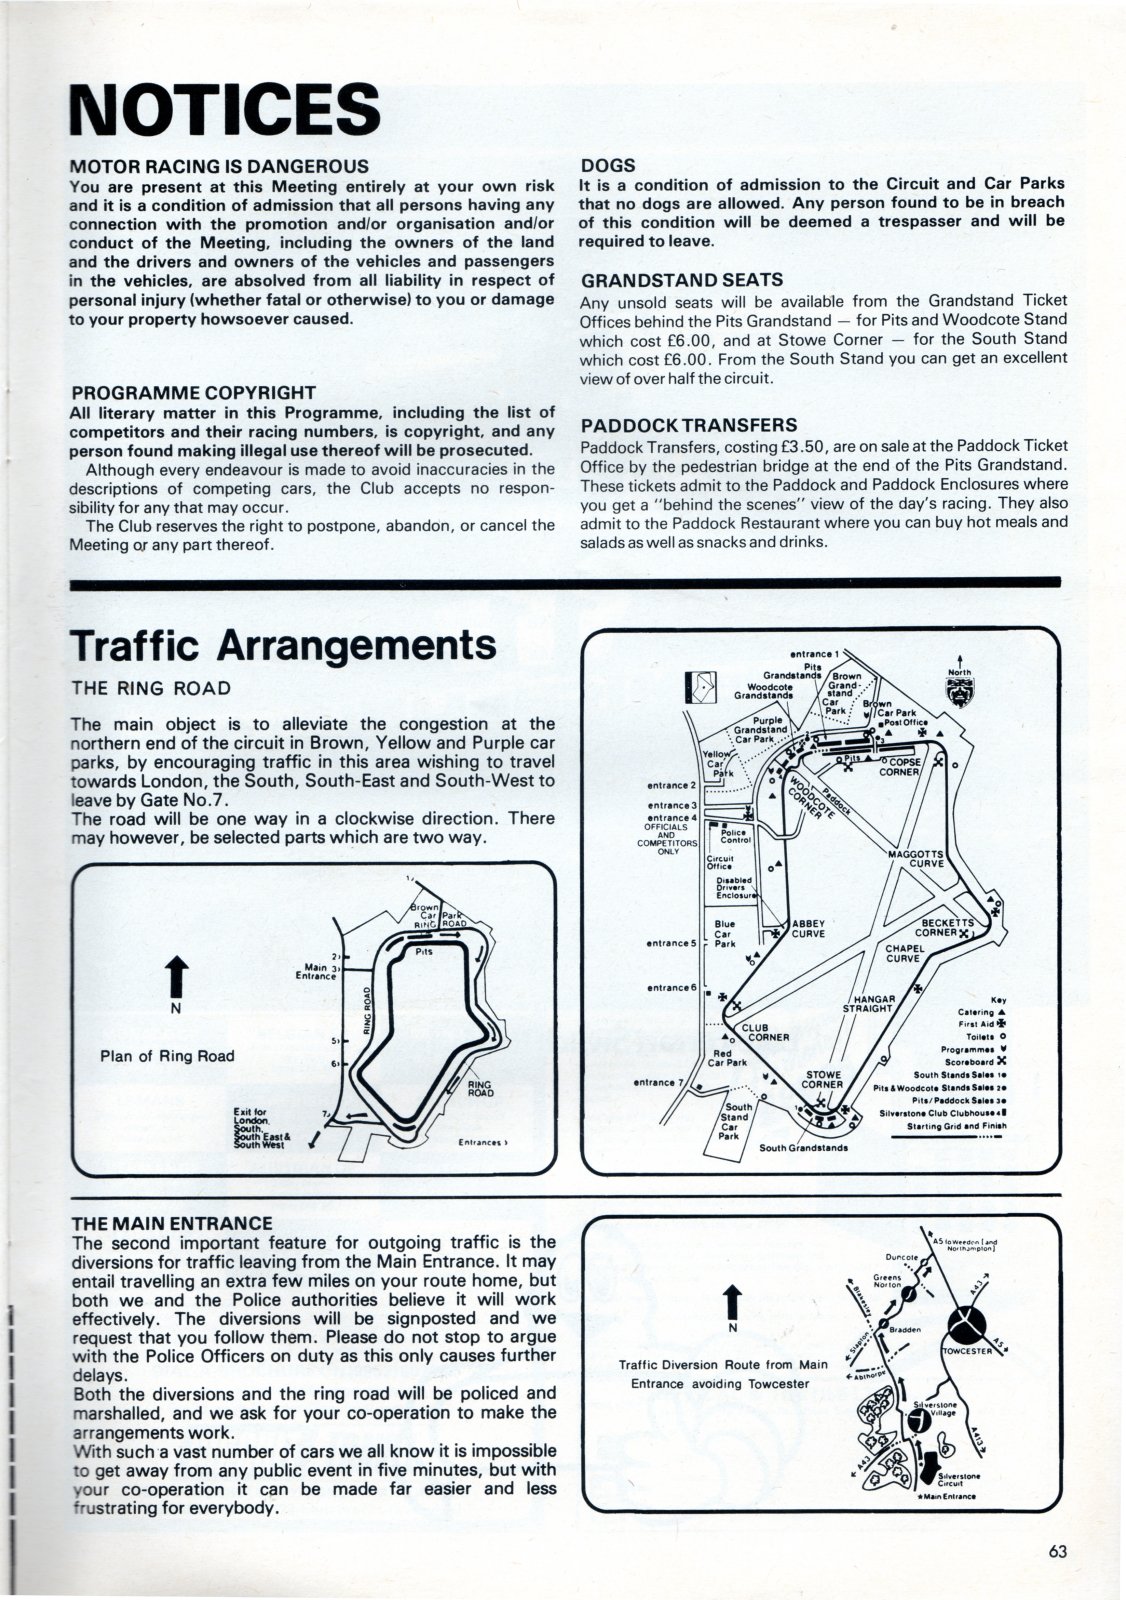 NOTICES
MOTOR RACING IS DANGEROUS
You are present at this Meeting entirely at your own risk
and it is a condition of admission that all persons having any
connection with the promotion and/or organisation and/or
conduct of the Meeting, including the owners of the land
and the drivers and owners of the vehicles and passengers
in the vehicles, are absolved from all liability in respect of
personal injury (whether fatal or otherwise) to you or damage
to your property howsoever caused.
PROGRAMME COPYRIGHT
All literary matter in this Programme, including the list of
competitors and their racing numbers, is copyright, and any
person found making illegal use thereof will be prosecuted.
Although every endeavour is made to avoid inaccuracies in the
descriptions of competing cars, the Club accepts no respon-
sibility for any that may occur.
The Club reserves the right to postpone, abandon, or cancel the
Meeting or any part thereof.
DOGS
It is a condition of admission to the Circuit and Car Parks
that no dogs are allowed. Any person found to be in breach
of this condition will be deemed a trespasser and will be
required to leave.
GRANDSTAND SEATS
Any unsold seats will be available from the Grandstand Ticket
Offices behind the Pits Grandstand — for Pits and Woodcote Stand
which cost £6.00, and at Stowe Corner — for the South Stand
which cost £6.00. From the South Stand you can get an excellent
view of over half the circuit.
PADDOCK TRANSFERS
Paddock Transfers, costing £3.50, are on sale at the Paddock Ticket
Office by the pedestrian bridge at the end of the Pits Grandstand.
These tickets admit to the Paddock and Paddock Enclosures where
you get a "behind the scenes" view of the day's racing. They also
admit to the Paddock Restaurant where you can buy hot meals and
salads as well as snacks and drinks.
Traffic Arrangements
THE RING ROAD
The main object is to alleviate the congestion at the
northern end of the circuit in Brown, Yellow and Purple car
parks, by encouraging traffic in this area wishing to travel
towards London, the South, South-East and South-West to
leave by Gate No.7.
The road will be one way in a clockwise direction. There
may however, be selected parts which are two way.
1
Brown
Car Park
RING ROAD
Pits
2
Main 3
Entrance
RING ROAD
N
5
Plan of Ring Road
6
RING
ROAD
7
Exit for
London.
South,
South East &
South West
Entrances
entrance 1
Pits
Grandstands
Woodcote
Grandstands
Brown
Grand-
stand
Car
Park
Brown
Car Park
Post Office
North
Purple
Grandstand
Car Park
Yellow
Car
Park
Pits
COPSE
CORNER
entrance 2
WOODCOTE
CORNER
Paddock
entrance 3
entrance 4
OFFICIALS
AND
COMPETITORS
ONLY
Police
Control
Circuit
Office
MAGGOTTS
CURVE
Disabled
Drivers
Enclosure
Blue
Car
Park
ABBEY
CURVE
BECKETTS
CORNER
entrance 5
CHAPEL
CURVE
entrance 6
HANGAR
STRAIGHT
CLUB
CORNER
Red
Car Park
entrance 7
STOWE
CORNER
South
Stand
Car
Park
South Grandstands
Key
Catering
First Aid
Toilets
Programmes
Scoreboard
South Stands Sales 1
Pits & Woodcote Stands Sales 2
Pits/Paddock Sales 3
Silverstone Club Clubhouse 4
Starting Grid and Finish
THE MAIN ENTRANCE
The second important feature for outgoing traffic is the
diversions for traffic leaving from the Main Entrance. It may
entail travelling an extra few miles on your route home, but
both we and the Police authorities believe it will work
effectively. The diversions will be signposted and we
request that you follow them. Please do not stop to argue
with the Police Officers on duty as this only causes further
delays.
Both the diversions and the ring road will be policed and
marshalled, and we ask for your co-operation to make the
arrangements work.
With such a vast number of cars we all know it is impossible
to get away from any public event in five minutes, but with
your co-operation it can be made far easier and less
frustrating for everybody.
N
Traffic Diversion Route from Main
Entrance avoiding Towcester
A5 to Weedon [and
Northampton]
Duncote
Greens
Norton
A43
Blakesley
Slapton
Bradden
A5
TOWCESTER
Abthorpe
Silverstone
Village
A413
A43
Silverstone
Circuit
★Main Entrance
63